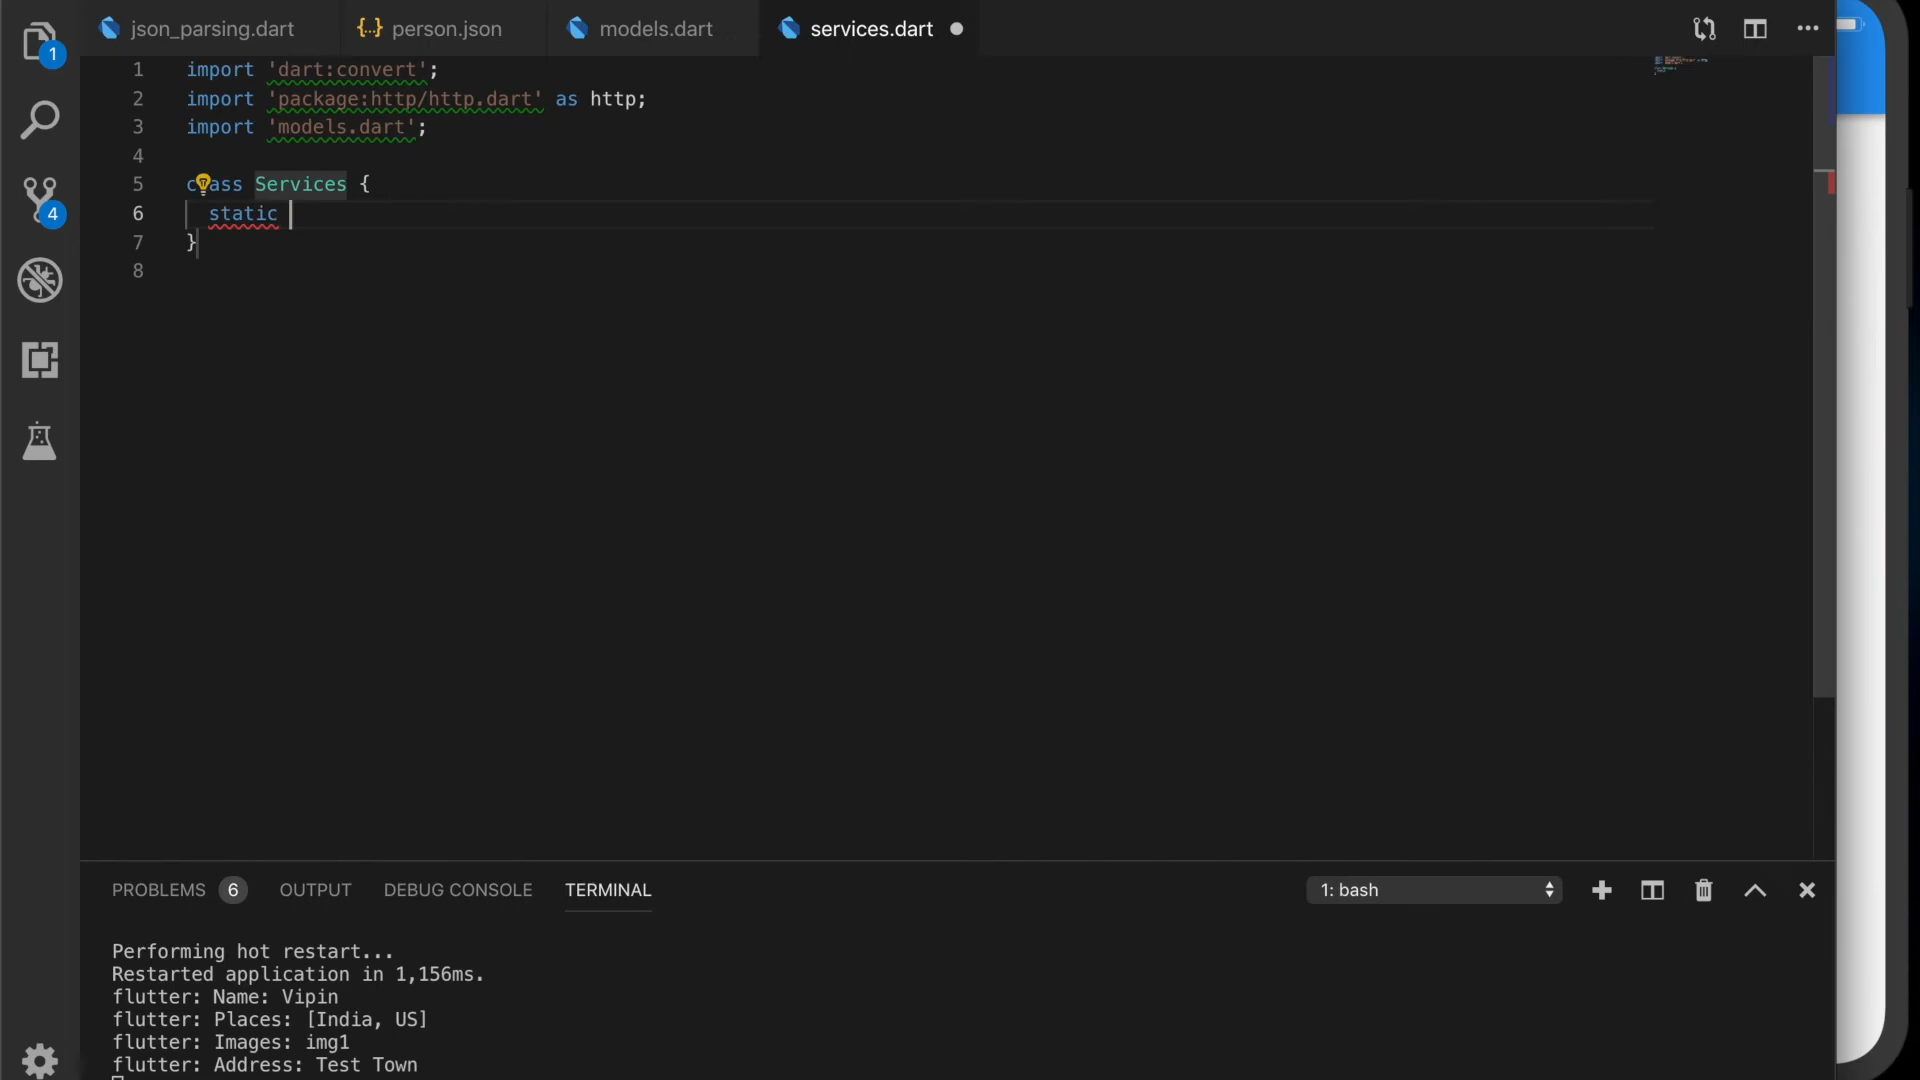 json_parsing.dart
{..} person.json
models.dart
services.dart
1
4
1 import 'dart:convert';
2 import 'package:http/http.dart' as http;
3 import 'models.dart';
4
5 class Services {
6 static
7 }
8
PROBLEMS 6 OUTPUT DEBUG CONSOLE TERMINAL 1: bash
Performing hot restart...
Restarted application in 1,156ms.
flutter: Name: Vipin
flutter: Places: [India, US]
flutter: Images: img1
flutter: Address: Test Town